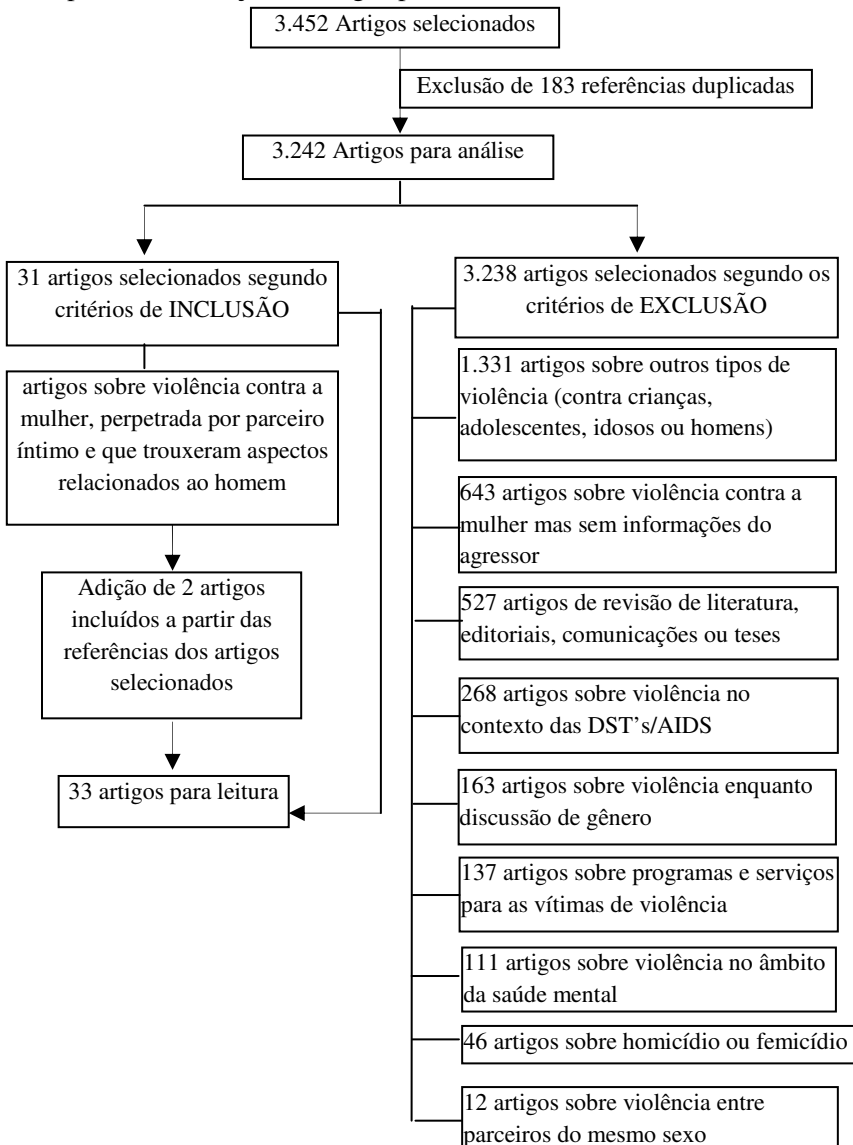 3.452 Artigos selecionados
Exclusão de 183 referências duplicadas
3.242 Artigos para análise
31 artigos selecionados segundo
critérios de INCLUSÃO
artigos sobre violência contra a
mulher, perpetrada por parceiro
íntimo e que trouxeram aspectos
relacionados ao homem
Adição de 2 artigos
incluídos a partir das
referências dos artigos
selecionados
33 artigos para leitura
3.238 artigos selecionados segundo os
critérios de EXCLUSÃO
1.331 artigos sobre outros tipos de
violência (contra crianças,
adolescentes, idosos ou homens)
643 artigos sobre violência contra a
mulher mas sem informações do
agressor
527 artigos de revisão de literatura,
editoriais, comunicações ou teses
268 artigos sobre violência no
contexto das DST's/AIDS
163 artigos sobre violência enquanto
discussão de gênero
137 artigos sobre programas e serviços
para as vítimas de violência
111 artigos sobre violência no âmbito
da saúde mental
46 artigos sobre homicídio ou femicídio
12 artigos sobre violência entre
parceiros do mesmo sexo